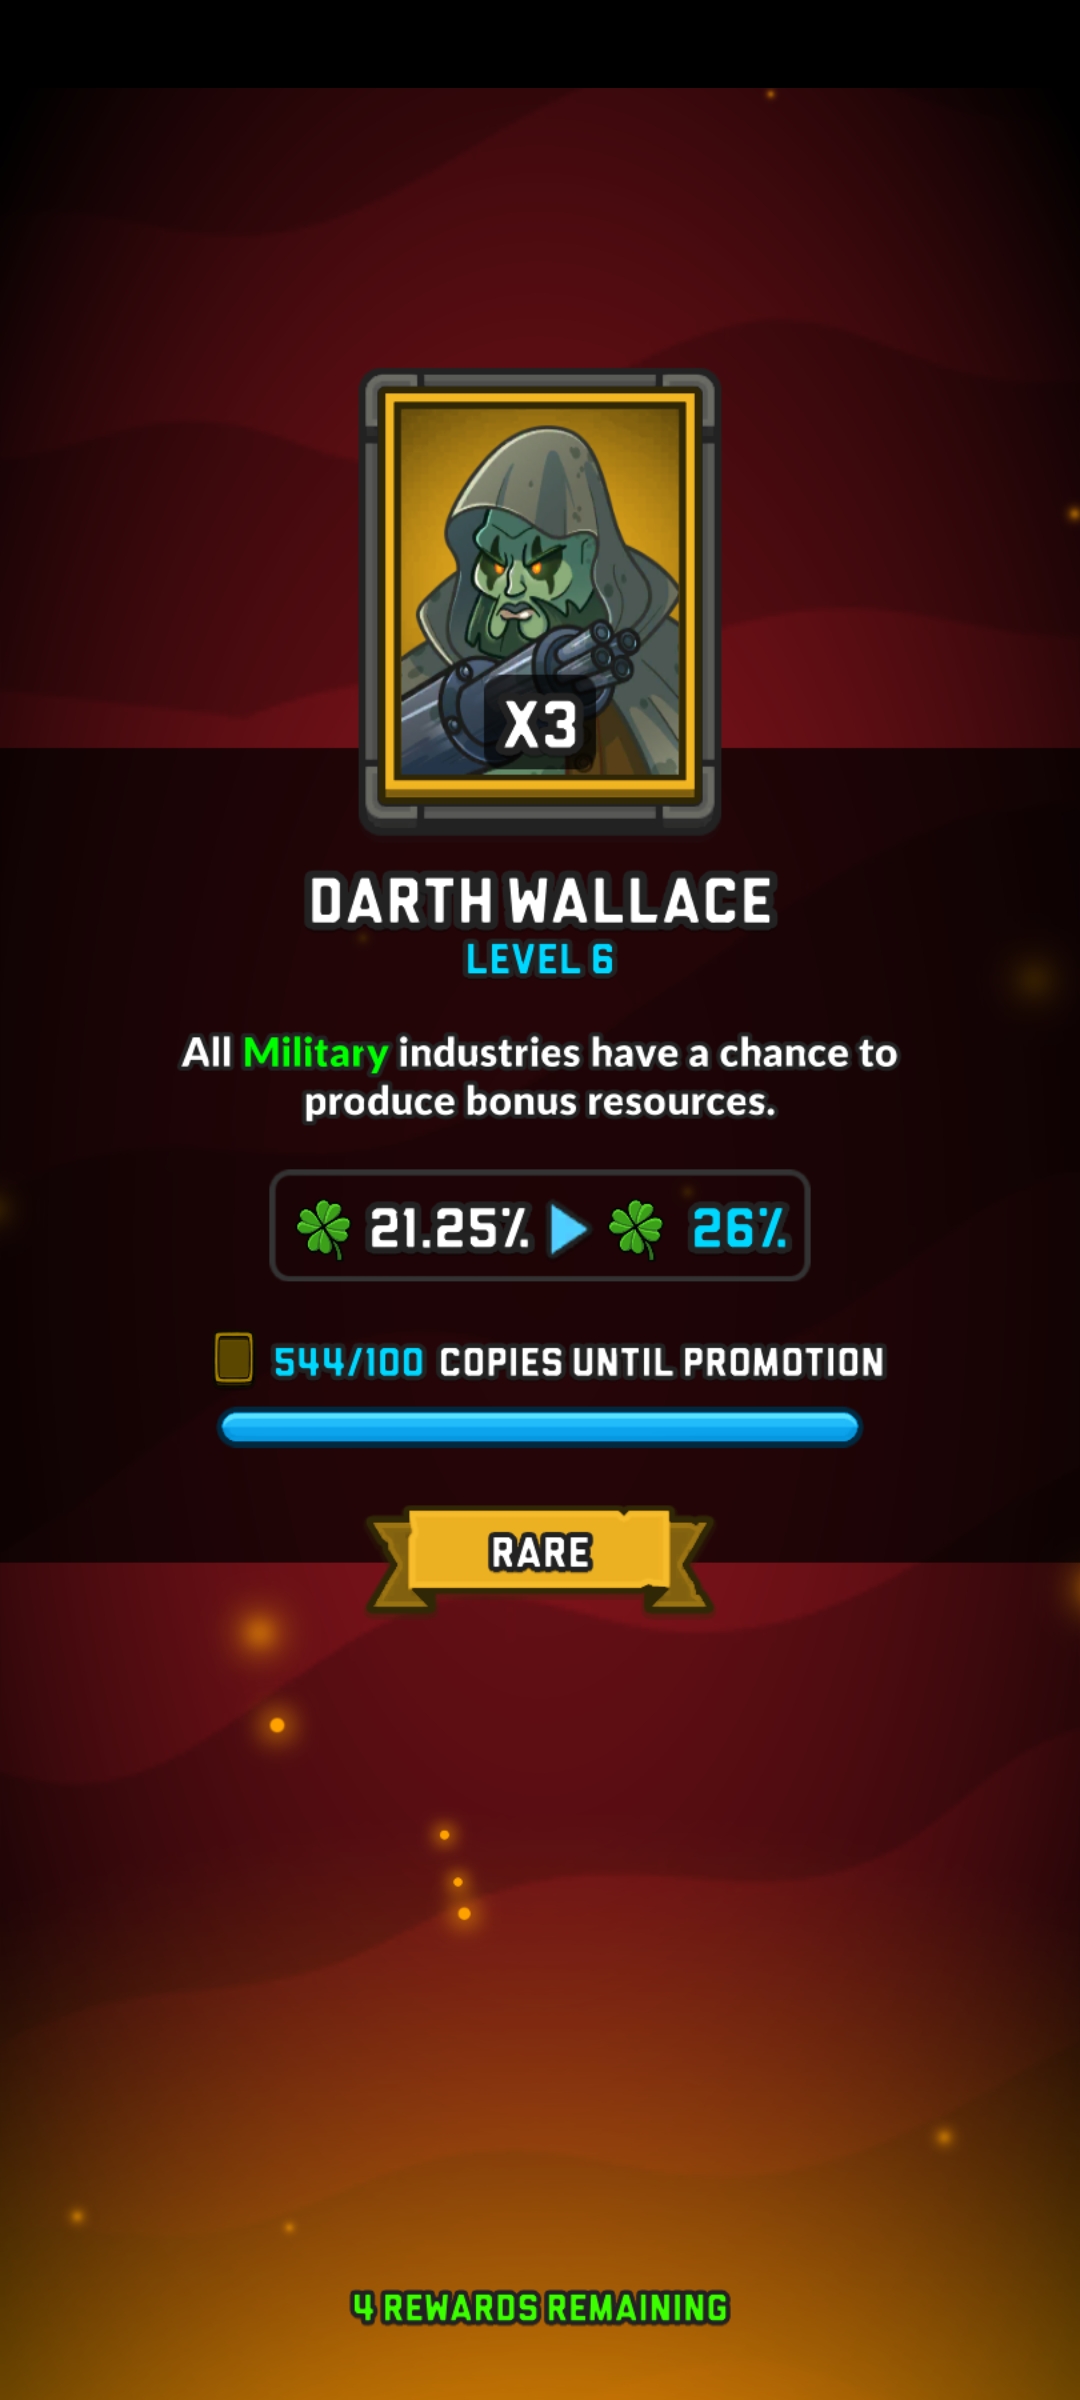 X3
DARTH WALLACE
LEVEL 6
All Military industries have a chance to
produce bonus resources.
21.25% 26%
544/100 COPIES UNTIL PROMOTION
RARE
4 REWARDS REMAINING